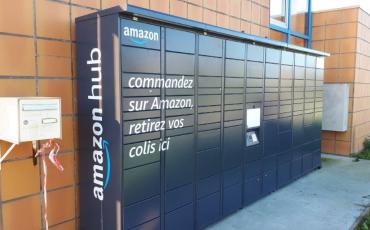 amazon
amazon hub
commandez
sur Amazon,
retirez vos
colis ici